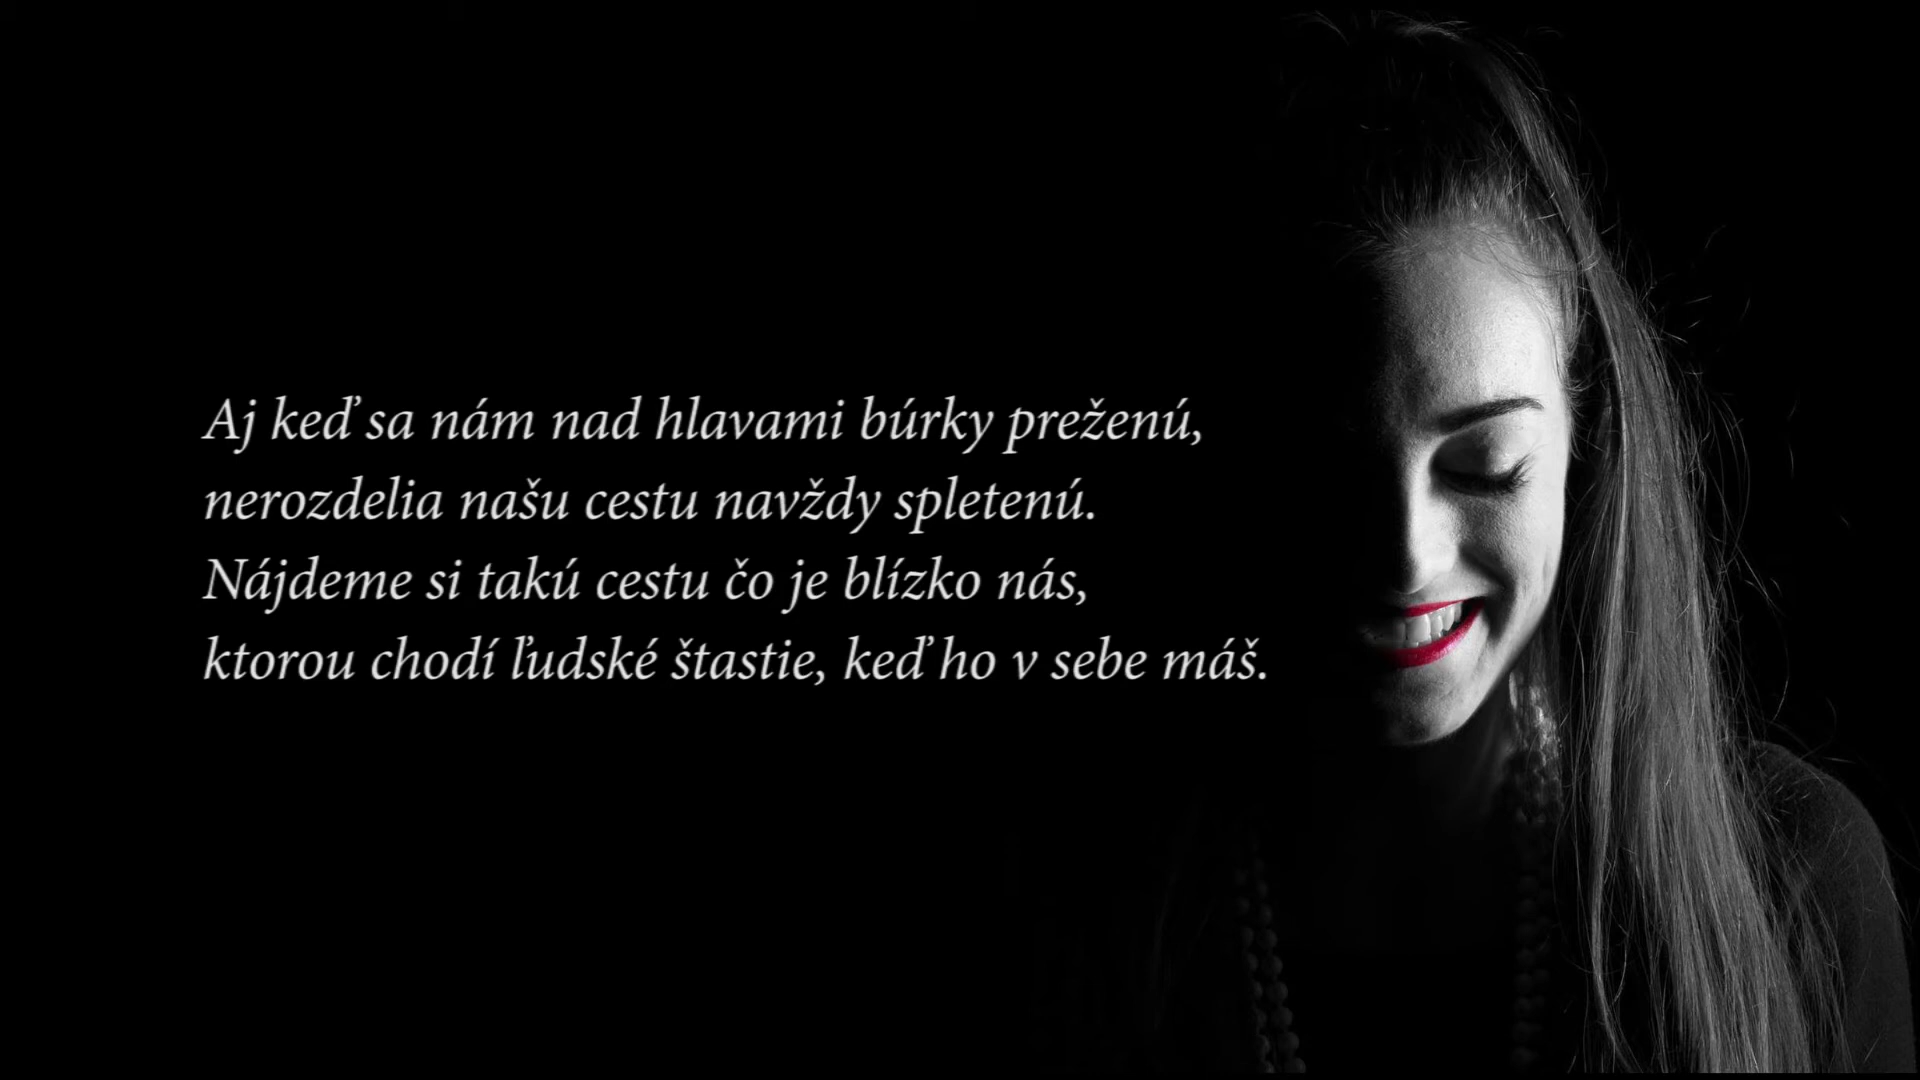 Aj keď sa nám nad hlavami búrky preženú,
nerozdelia našu cestu navždy spletenú.
Nájdeme si takú cestu čo je blízko nás,
ktorou chodí ľudské štastie, keď ho v sebe máš.